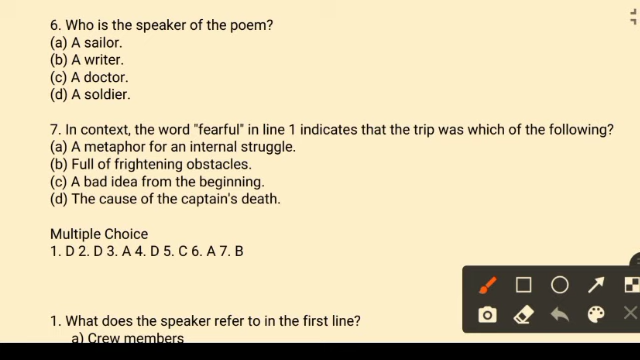 6. Who is the speaker of the poem?
(a) A sailor.
(b) A writer.
(c) A doctor.
(d) A soldier.
7. In context, the word "fearful" in line 1 indicates that the trip was which of the following?
(a) A metaphor for an internal struggle.
(b) Full of frightening obstacles.
(c) A bad idea from the beginning.
(d) The cause of the captain's death.
Multiple Choice
1. D 2. D 3. A 4. D 5. C 6. A 7. B
1. What does the speaker refer to in the first line?
a) Crew members